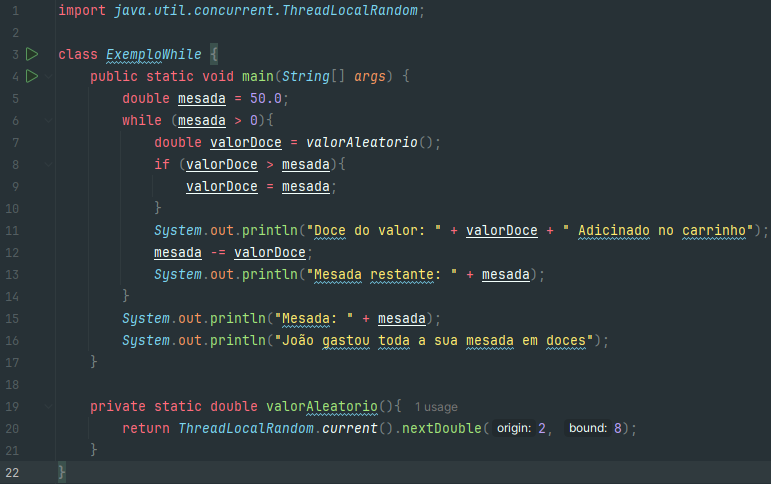 1 import java.util.concurrent.ThreadLocalRandom;
2
3 class ExemploWhile {
4     public static void main(String[] args) {
5         double mesada = 50.0;
6         while (mesada > 0){
7             double valorDoce = valorAleatorio();
8             if (valorDoce > mesada){
9                 valorDoce = mesada;
10             }
11             System.out.println("Doce do valor: " + valorDoce + " Adicinado no carrinho");
12             mesada -= valorDoce;
13             System.out.println("Mesada restante: " + mesada);
14         }
15         System.out.println("Mesada: " + mesada);
16         System.out.println("João gastou toda a sua mesada em doces");
17     }
18
19     private static double valorAleatorio(){ 1 usage
20         return ThreadLocalRandom.current().nextDouble( origin: 2, bound: 8);
21     }
22 }